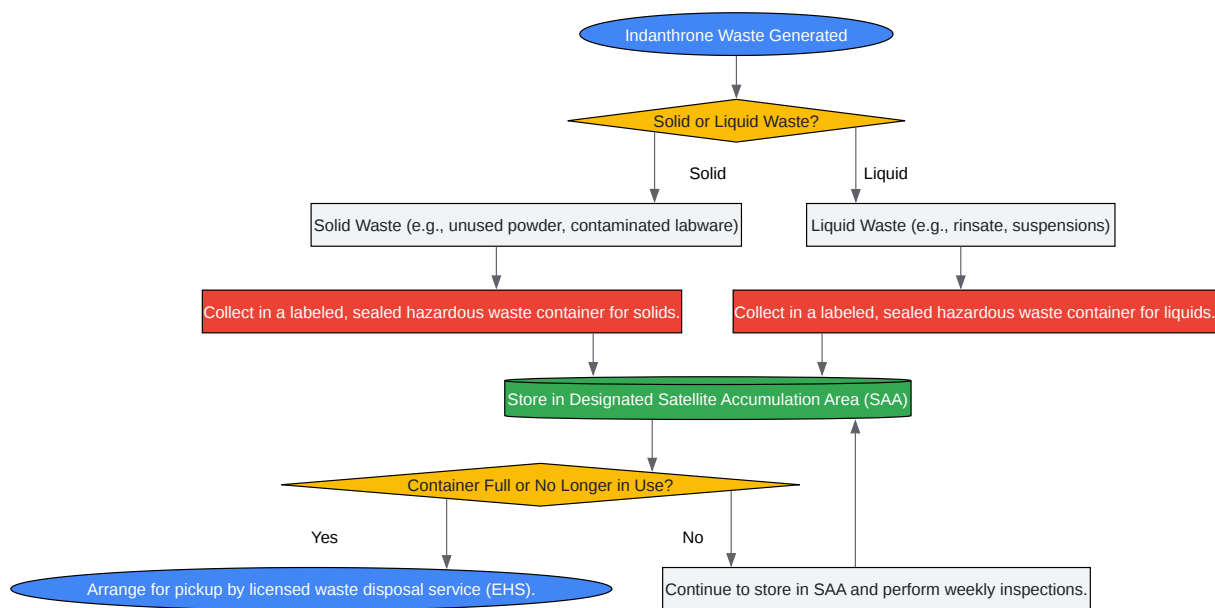 Indanthrone Waste Generated
Solid or Liquid Waste?
Solid
Liquid
Solid Waste (e.g., unused powder, contaminated labware)
Liquid Waste (e.g., rinsate, suspensions)
Collect in a labeled, sealed hazardous waste container for solids.
Collect in a labeled, sealed hazardous waste container for liquids.
Store in Designated Satellite Accumulation Area (SAA)
Container Full or No Longer in Use?
Yes
No
Arrange for pickup by licensed waste disposal service (EHS).
Continue to store in SAA and perform weekly inspections.